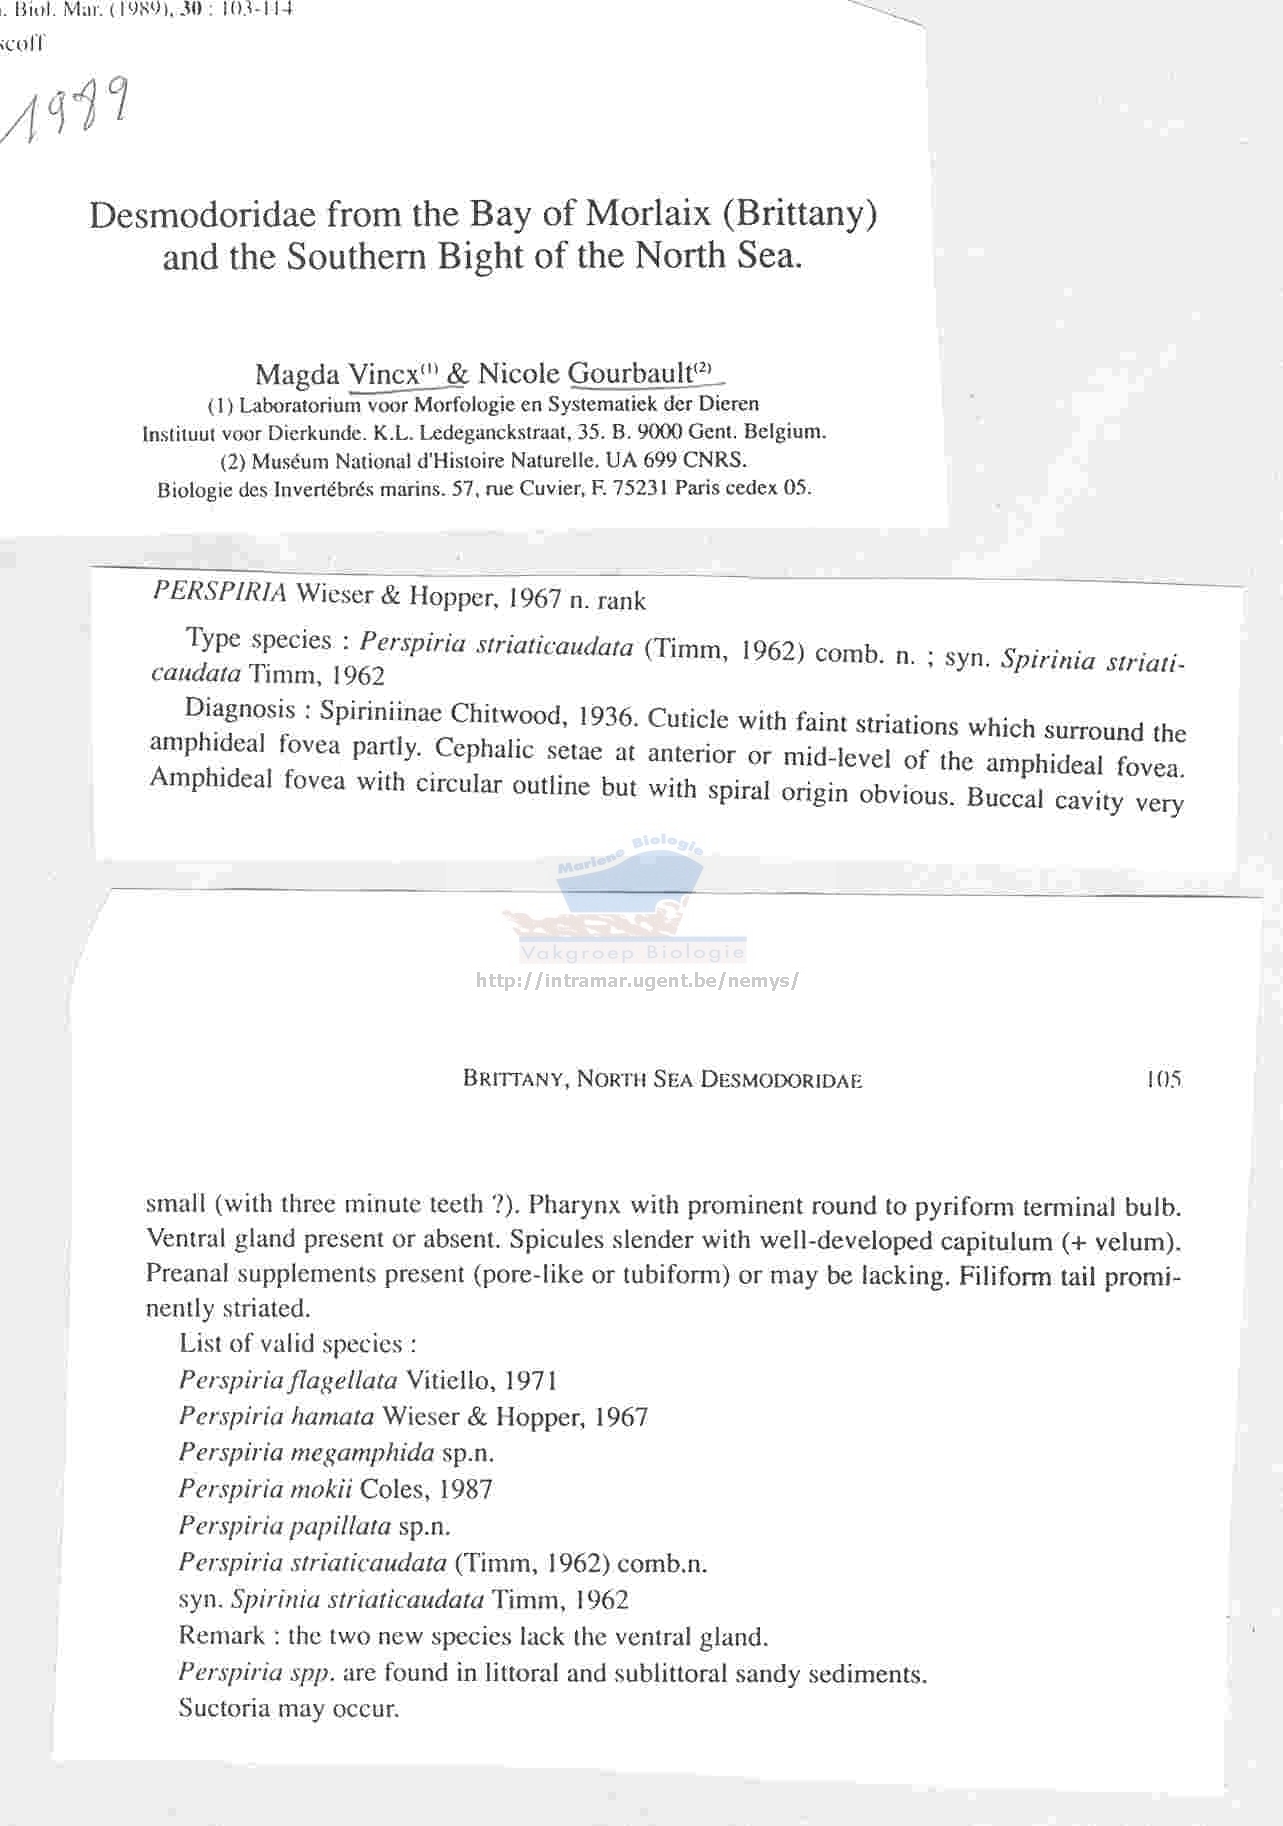 . Biol. Mar. (1989), 30 : 103-114
scoff
1989
Desmodoridae from the Bay of Morlaix (Brittany)
and the Southern Bight of the North Sea.
Magda Vincx(1) & Nicole Gourbault(2)
(1) Laboratorium voor Morfologie en Systematiek der Dieren
Instituut voor Dierkunde. K.L. Ledeganckstraat, 35. B. 9000 Gent. Belgium.
(2) Muséum National d'Histoire Naturelle. UA 699 CNRS.
Biologie des Invertébrés marins. 57, rue Cuvier, F. 75231 Paris cedex 05.
PERSPIRIA Wieser & Hopper, 1967 n. rank
Type species : Perspiria striaticaudata (Timm, 1962) comb. n. ; syn. Spirinia striati-
caudata Timm, 1962
Diagnosis : Spiriniinae Chitwood, 1936. Cuticle with faint striations which surround the
amphideal fovea partly. Cephalic setae at anterior or mid-level of the amphideal fovea.
Amphideal fovea with circular outline but with spiral origin obvious. Buccal cavity very
Mariene Biologie
Vakgroep Biologie
http://intramar.ugent.be/nemys/
BRITTANY, NORTH SEA DESMODORIDAE 105
small (with three minute teeth ?). Pharynx with prominent round to pyriform terminal bulb.
Ventral gland present or absent. Spicules slender with well-developed capitulum (+ velum).
Preanal supplements present (pore-like or tubiform) or may be lacking. Filiform tail promi-
nently striated.
List of valid species :
Perspiria flagellata Vitiello, 1971
Perspiria hamata Wieser & Hopper, 1967
Perspiria megamphida sp.n.
Perspiria mokii Coles, 1987
Perspiria papillata sp.n.
Perspiria striaticaudata (Timm, 1962) comb.n.
syn. Spirinia striaticaudata Timm, 1962
Remark : the two new species lack the ventral gland.
Perspiria spp. are found in littoral and sublittoral sandy sediments.
Suctoria may occur.